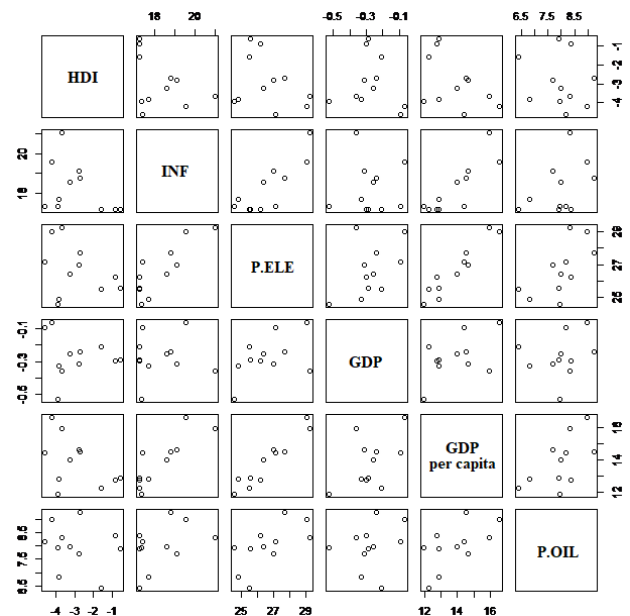 18 20
-0.5 -0.3 -0.1
6.5 7.5 8.5
HDI
-4 -3 -2 -1
18 20
INF
P.ELE
25 27 29
-0.5 -0.3 -0.1
GDP
GDP
per capita
12 14 16
6.5 7.5 8.5
P.OIL
-4 -3 -2 -1
25 27 29
12 14 16